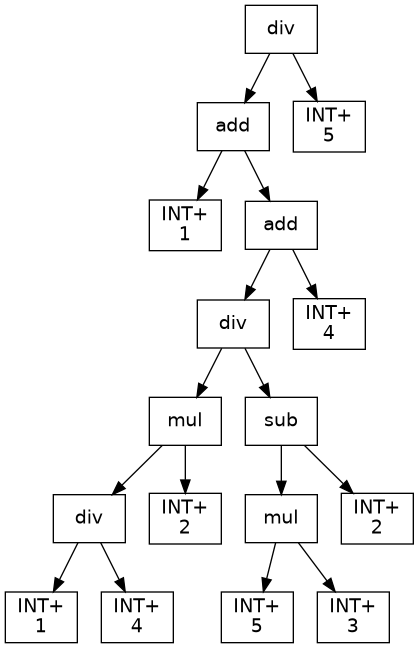 div
add
INT+
5
INT+
1
add
div
INT+
4
mul
sub
div
INT+
2
mul
INT+
2
INT+
1
INT+
4
INT+
5
INT+
3